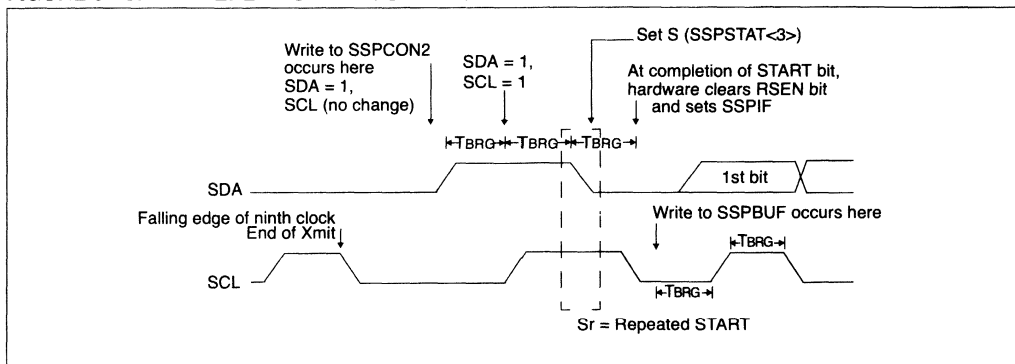 Set S (SSPSTAT<3>)
Write to SSPCON2
occurs here
SDA = 1,
SCL (no change)
SDA = 1,
SCL = 1
At completion of START bit,
hardware clears RSEN bit
and sets SSPIF
TBRG
TBRG
TBRG
SDA
1st bit
Falling edge of ninth clock
End of Xmit
Write to SSPBUF occurs here
TBRG
SCL
TBRG
Sr = Repeated START